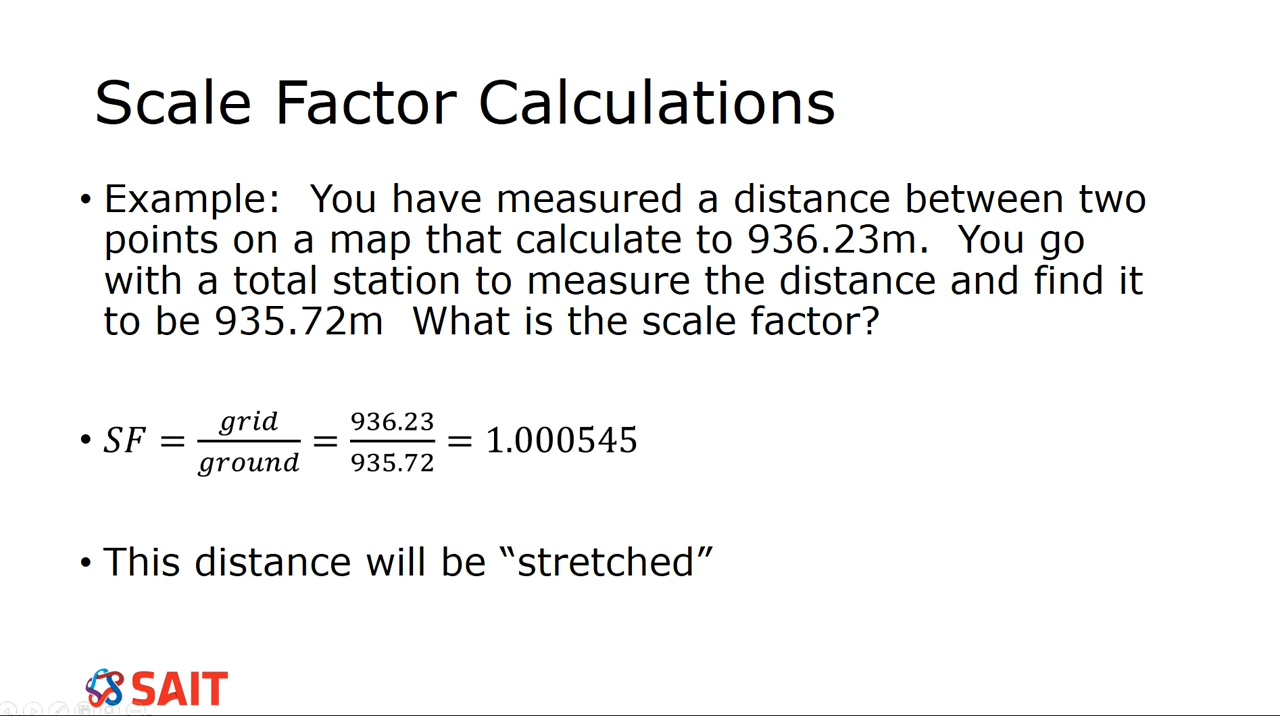 Scale Factor Calculations
• Example:  You have measured a distance between two
points on a map that calculate to 936.23m.  You go
with a total station to measure the distance and find it
to be 935.72m  What is the scale factor?
• SF = grid/ground = 936.23/935.72 = 1.000545
• This distance will be “stretched”
SAIT